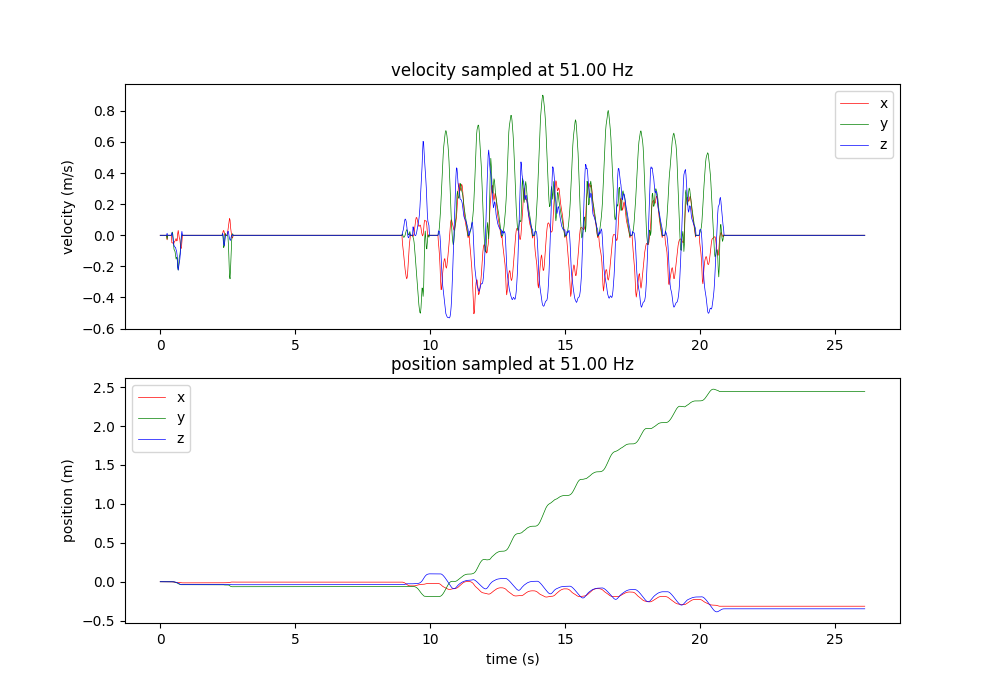 velocity sampled at 51.00 Hz
velocity (m/s)
0.8
0.6
0.4
0.2
0.0
−0.2
−0.4
−0.6
x
y
z
0 5 10 15 20 25
position sampled at 51.00 Hz
position (m)
2.5
2.0
1.5
1.0
0.5
0.0
−0.5
x
y
z
0 5 10 15 20 25
time (s)